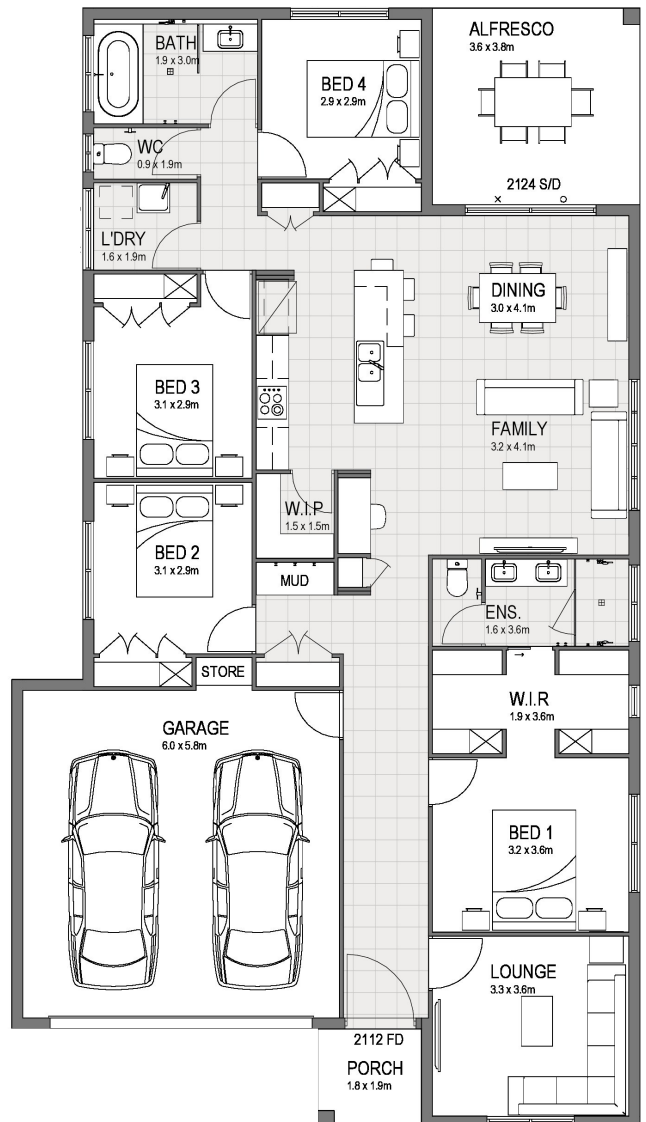 ALFRESCO
3.6 x 3.8m
BATH
1.9 x 3.0m
BED 4
2.9 x 2.9m
WC
0.9 x 1.9m
2124 S/D
L'DRY
1.6 x 1.9m
DINING
3.0 x 4.1m
BED 3
3.1 x 2.9m
FAMILY
3.2 x 4.1m
W.I.P
1.5 x 1.5m
BED 2
3.1 x 2.9m
MUD
ENS.
1.6 x 3.6m
STORE
W.I.R
1.9 x 3.6m
GARAGE
6.0 x 5.8m
BED 1
3.2 x 3.6m
LOUNGE
3.3 x 3.6m
2112 FD
PORCH
1.8 x 1.9m